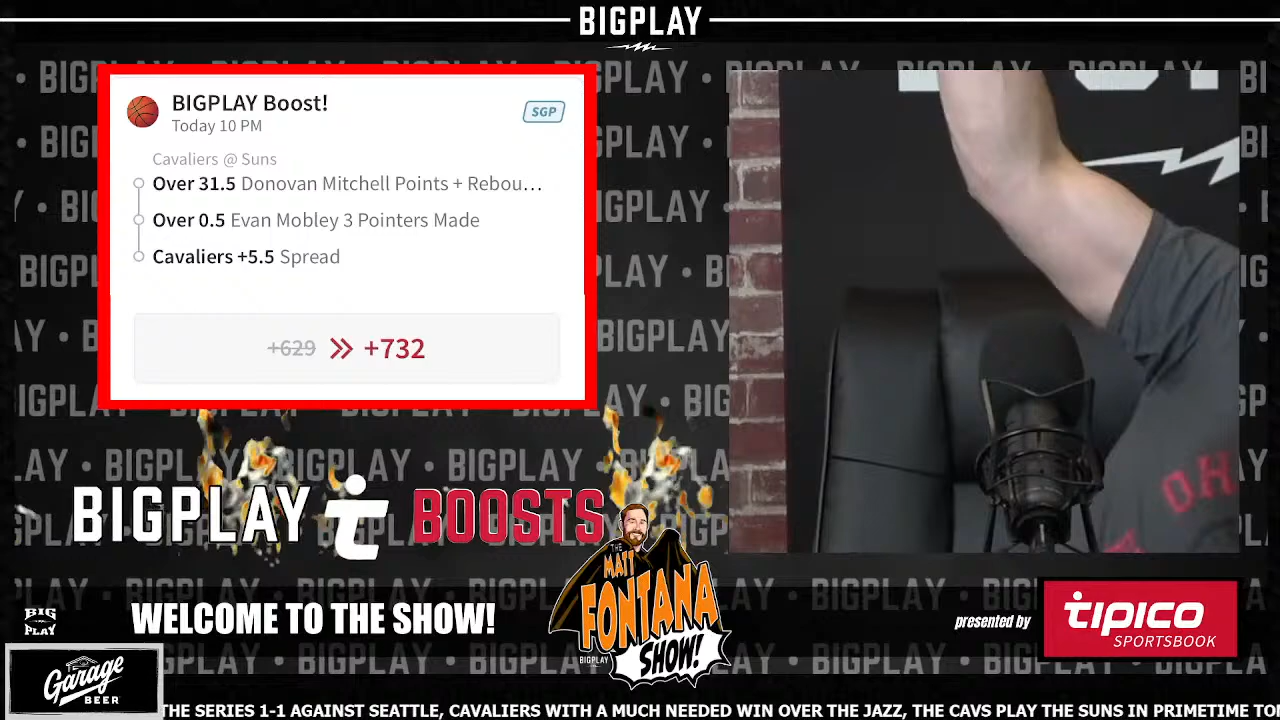 BIGPLAY
BIGPLAY Boost!
Today 10 PM
SGP
Cavaliers @ Suns
Over 31.5 Donovan Mitchell Points + Rebou...
Over 0.5 Evan Mobley 3 Pointers Made
Cavaliers +5.5 Spread
+629 >> +732
BIGPLAY t BOOSTS
THE
MATT
FONTANA
BIGPLAY
SHOW!
BIG
PLAY
WELCOME TO THE SHOW!
presented by
tipico
SPORTSBOOK
OH
Garage
BEER
THE SERIES 1-1 AGAINST SEATTLE, CAVALIERS WITH A MUCH NEEDED WIN OVER THE JAZZ, THE CAVS PLAY THE SUNS IN PRIMETIME TO